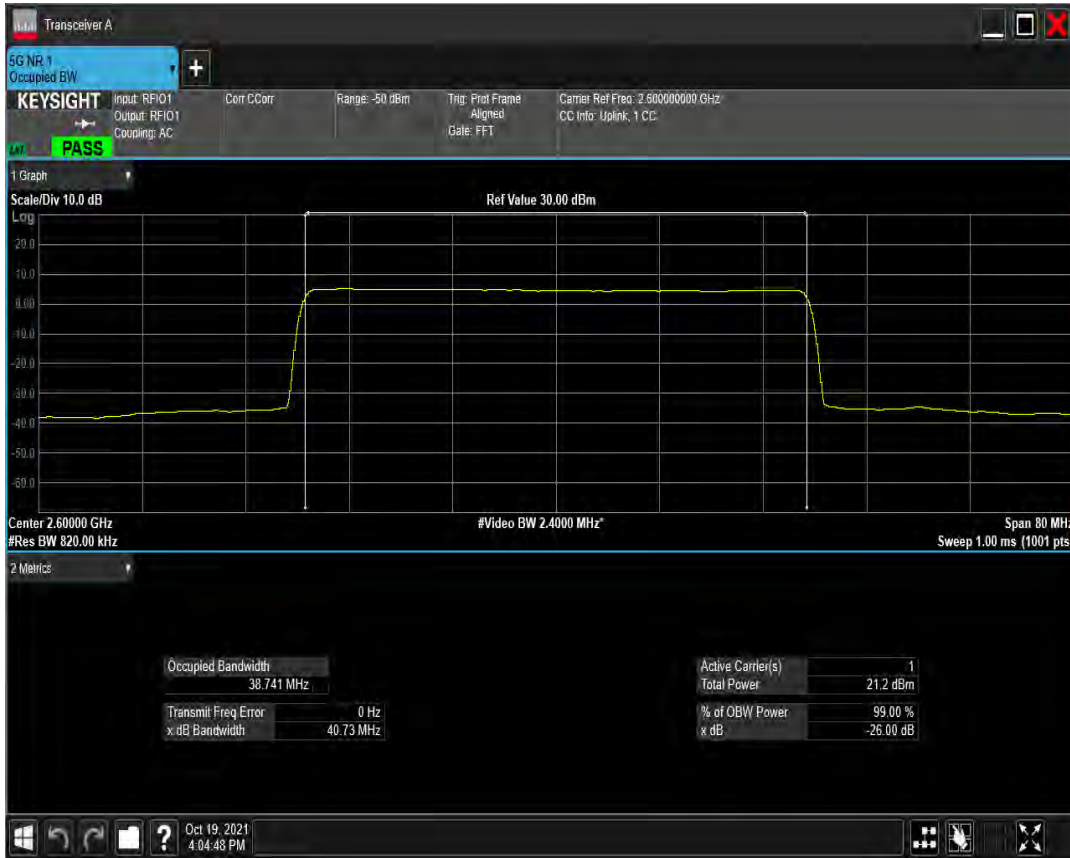 Transceiver A
5G NR 1
Occupied BW
+
KEYSIGHT
Input: RFIO1
Output: RFIO1
Coupling: AC
Corr CCorr
Range: -50 dBm
Trig: Prot Frame
Aligned
Gate: FFT
Carrier Ref Freq: 2.600000000 GHz
CC Info: Uplink, 1 CC
PASS
1 Graph
Scale/Div 10.0 dB
Ref Value 30.00 dBm
Log
20.0
10.0
0.00
-10.0
-20.0
-30.0
-40.0
-50.0
-60.0
Center 2.60000 GHz
#Video BW 2.4000 MHz*
Span 80 MHz
#Res BW 820.00 kHz
Sweep 1.00 ms (1001 pts
2 Metrics
Occupied Bandwidth
38.741 MHz
Transmit Freq Error 0 Hz
x dB Bandwidth 40.73 MHz
Active Carrier(s) 1
Total Power 21.2 dBm
% of OBW Power 99.00 %
x dB -26.00 dB
?
Oct 19, 2021
4:04:48 PM